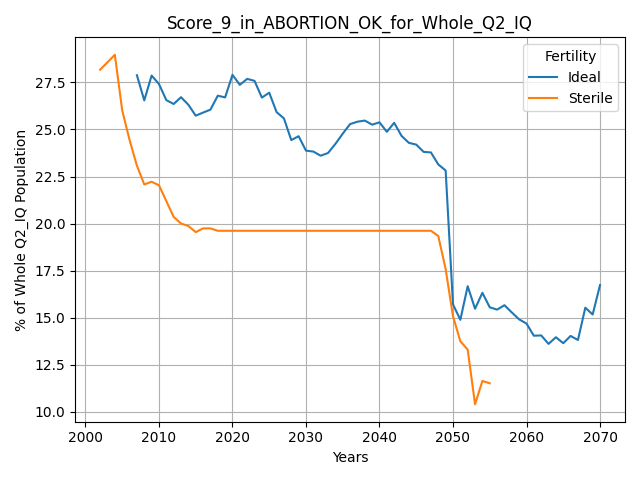 Score_9_in_ABORTION_OK_for_Whole_Q2_IQ
Fertility
Ideal
Sterile
% of Whole Q2_IQ Population
27.5
25.0
22.5
20.0
17.5
15.0
12.5
10.0
2000 2010 2020 2030 2040 2050 2060 2070
Years